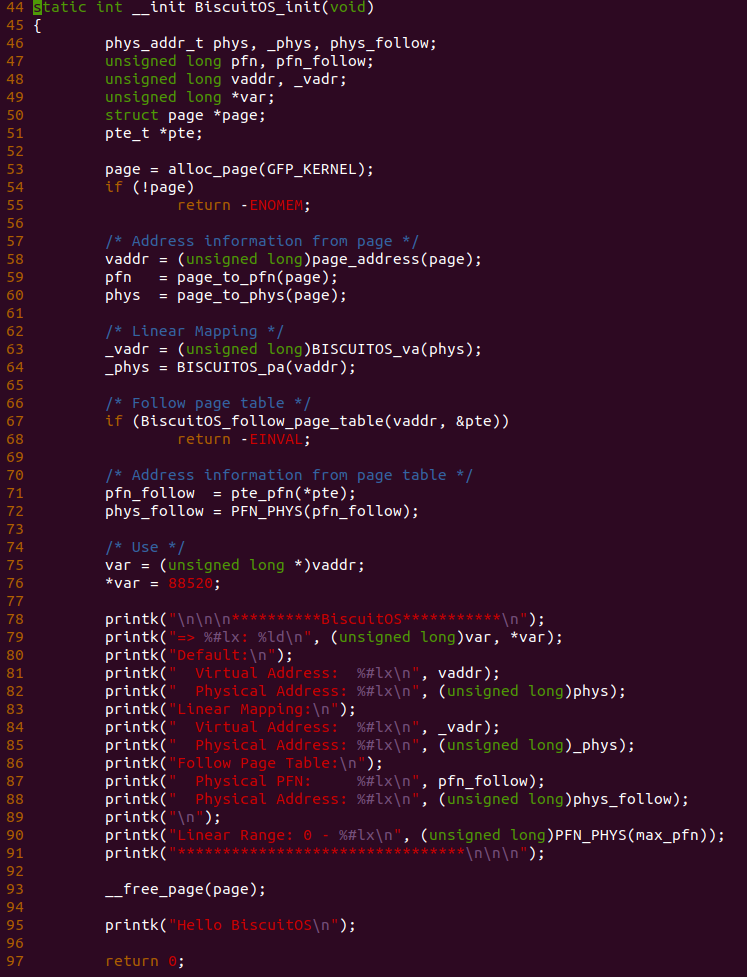 44 static int __init BiscuitOS_init(void)
45 {
46         phys_addr_t phys, _phys, phys_follow;
47         unsigned long pfn, pfn_follow;
48         unsigned long vaddr, _vadr;
49         unsigned long *var;
50         struct page *page;
51         pte_t *pte;
52
53         page = alloc_page(GFP_KERNEL);
54         if (!page)
55                 return -ENOMEM;
56
57         /* Address information from page */
58         vaddr = (unsigned long)page_address(page);
59         pfn   = page_to_pfn(page);
60         phys  = page_to_phys(page);
61
62         /* Linear Mapping */
63         _vadr = (unsigned long)BISCUITOS_va(phys);
64         _phys = BISCUITOS_pa(vaddr);
65
66         /* Follow page table */
67         if (BiscuitOS_follow_page_table(vaddr, &pte))
68                 return -EINVAL;
69
70         /* Address information from page table */
71         pfn_follow  = pte_pfn(*pte);
72         phys_follow = PFN_PHYS(pfn_follow);
73
74         /* Use */
75         var = (unsigned long *)vaddr;
76         *var = 88520;
77
78         printk("\n\n\n**********BiscuitOS***********\n");
79         printk("=> %#lx: %ld\n", (unsigned long)var, *var);
80         printk("Default:\n");
81         printk("  Virtual Address:  %#lx\n", vaddr);
82         printk("  Physical Address: %#lx\n", (unsigned long)phys);
83         printk("Linear Mapping:\n");
84         printk("  Virtual Address:  %#lx\n", _vadr);
85         printk("  Physical Address: %#lx\n", (unsigned long)_phys);
86         printk("Follow Page Table:\n");
87         printk("  Physical PFN:     %#lx\n", pfn_follow);
88         printk("  Physical Address: %#lx\n", (unsigned long)phys_follow);
89         printk("\n");
90         printk("Linear Range: 0 - %#lx\n", (unsigned long)PFN_PHYS(max_pfn));
91         printk("********************************\n\n\n");
92
93         __free_page(page);
94
95         printk("Hello BiscuitOS\n");
96
97         return 0;